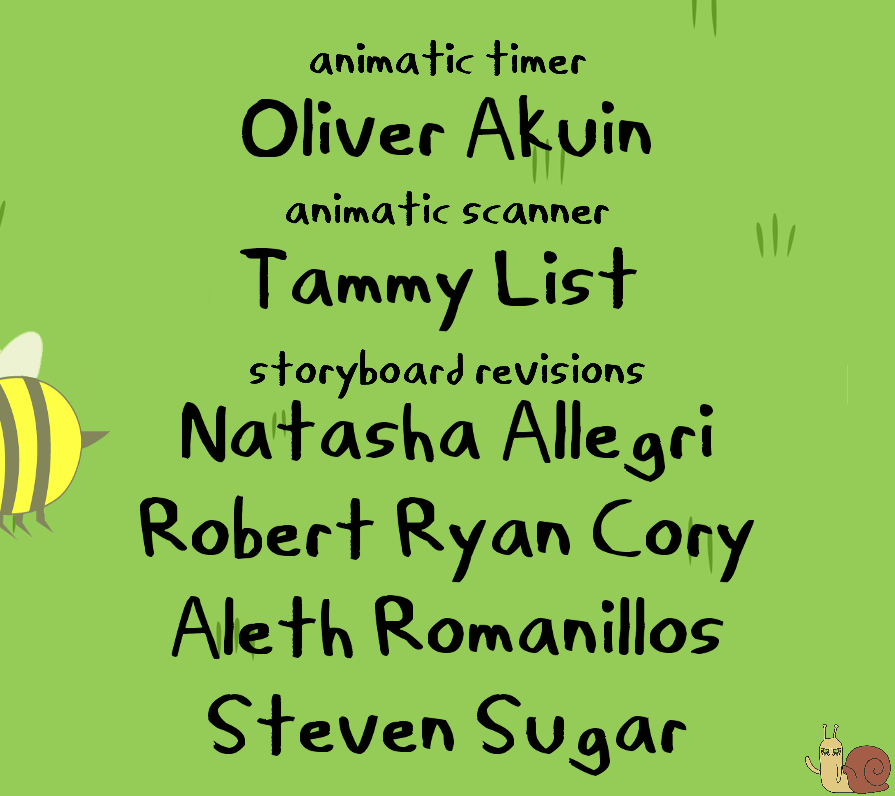 animatic timer
Oliver Akuin
animatic scanner
Tammy List
storyboard revisions
Natasha Allegri
Robert Ryan Cory
Aleth Romanillos
Steven Sugar